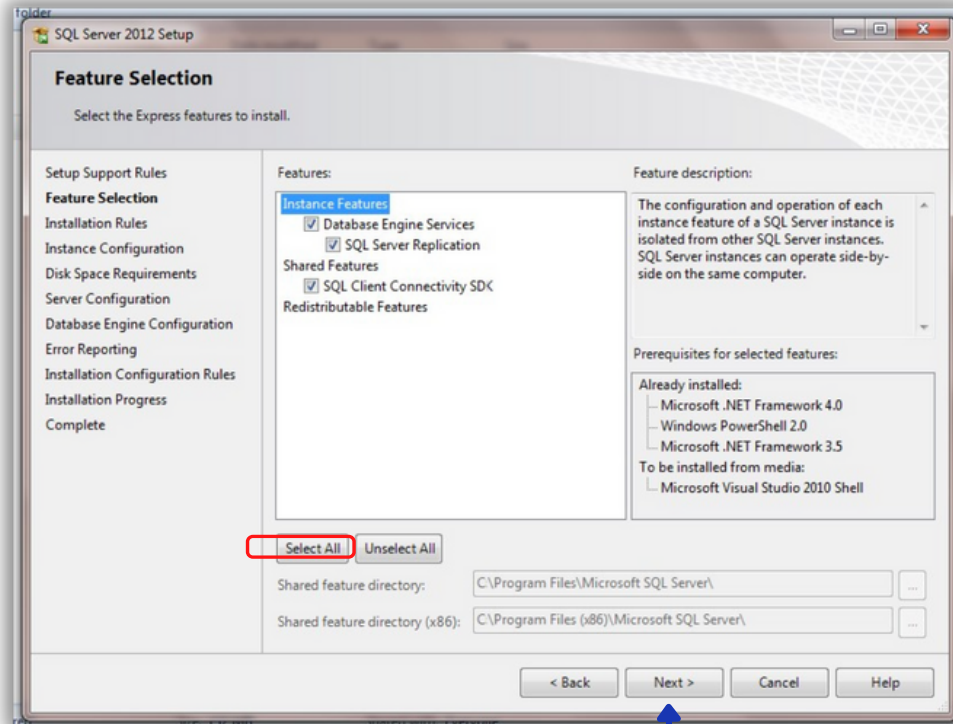 folder
SQL Server 2012 Setup
Feature Selection
Select the Express features to install.
Setup Support Rules
Feature Selection
Installation Rules
Instance Configuration
Disk Space Requirements
Server Configuration
Database Engine Configuration
Error Reporting
Installation Configuration Rules
Installation Progress
Complete
Features:
Instance Features
Database Engine Services
SQL Server Replication
Shared Features
SQL Client Connectivity SDK
Redistributable Features
Feature description:
The configuration and operation of each
instance feature of a SQL Server instance is
isolated from other SQL Server instances.
SQL Server instances can operate side-by-
side on the same computer.
Prerequisites for selected features:
Already installed:
Microsoft .NET Framework 4.0
Windows PowerShell 2.0
Microsoft .NET Framework 3.5
To be installed from media:
Microsoft Visual Studio 2010 Shell
Select All
Unselect All
Shared feature directory:
C:\Program Files\Microsoft SQL Server\
...
Shared feature directory (x86):
C:\Program Files (x86)\Microsoft SQL Server\
...
< Back
Next >
Cancel
Help